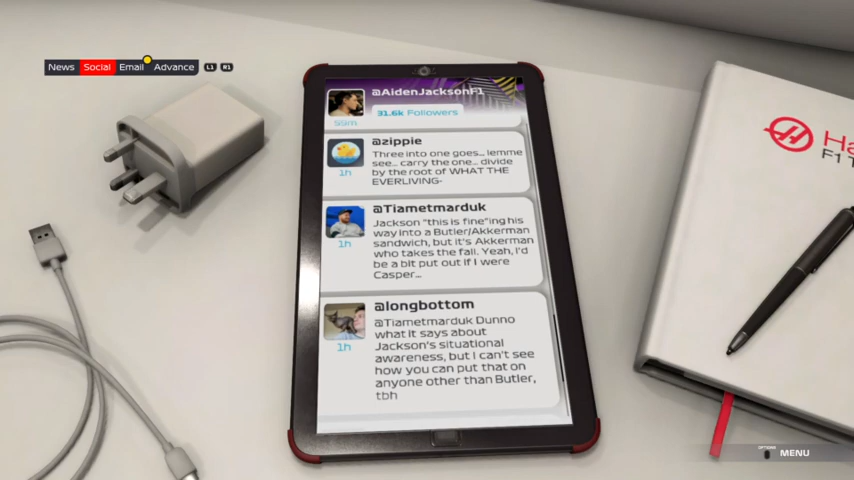 News Social Email Advance L1 R1
@AidenJacksonF1
31.6k Followers
59m
@zippie
Three into one goes... lemme
see... carry the one... divide
by the root of WHAT THE
EVERLIVING-
1h
@Tiametmarduk
Jackson "this is fine"ing his
way into a Butler/Akkerman
sandwich, but it's Akkerman
who takes the fall. Yeah, I'd
be a bit put out if I were
Casper...
1h
@longbottom
@Tiametmarduk Dunno
what it says about
Jackson's situational
awareness, but I can't see
how you can put that on
anyone other than Butler,
tbh
1h
Ha
F1 T
OPTIONS
MENU